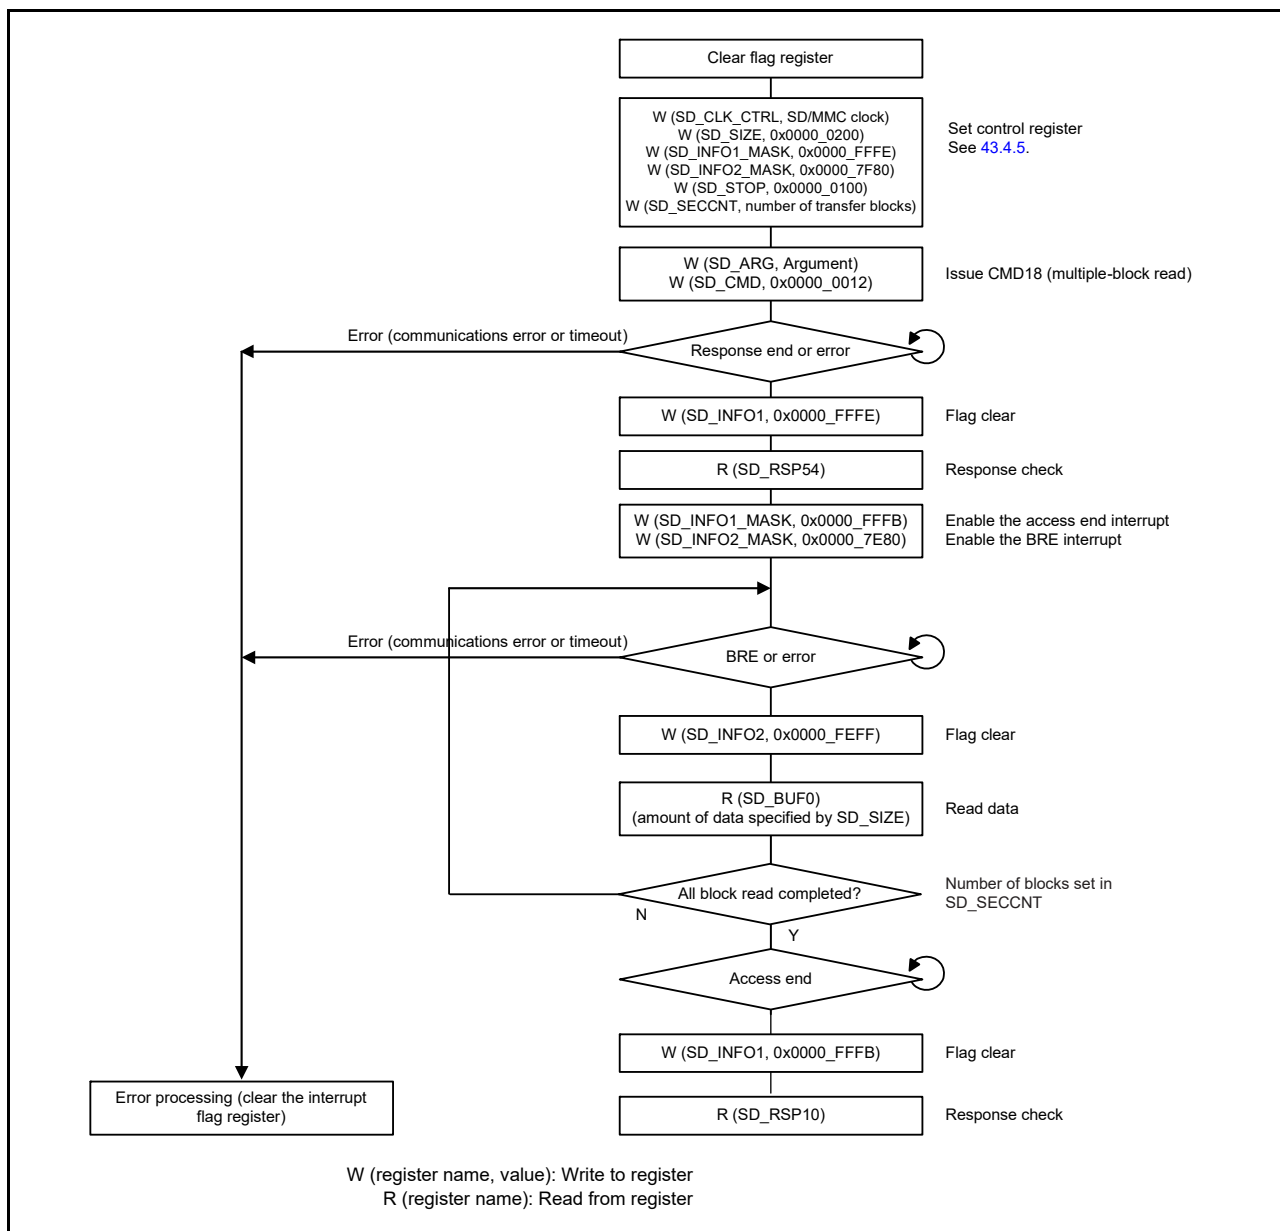 Clear flag register
W (SD_CLK_CTRL, SD/MMC clock)
W (SD_SIZE, 0x0000_0200)
W (SD_INFO1_MASK, 0x0000_FFFE)
W (SD_INFO2_MASK, 0x0000_7F80)
W (SD_STOP, 0x0000_0100)
W (SD_SECCNT, number of transfer blocks)
Set control register
See 43.4.5.
W (SD_ARG, Argument)
W (SD_CMD, 0x0000_0012)
Issue CMD18 (multiple-block read)
Error (communications error or timeout)
Response end or error
W (SD_INFO1, 0x0000_FFFE)
Flag clear
R (SD_RSP54)
Response check
W (SD_INFO1_MASK, 0x0000_FFFB)
W (SD_INFO2_MASK, 0x0000_7E80)
Enable the access end interrupt
Enable the BRE interrupt
Error (communications error or timeout)
BRE or error
W (SD_INFO2, 0x0000_FEFF)
Flag clear
R (SD_BUF0)
(amount of data specified by SD_SIZE)
Read data
All block read completed?
Number of blocks set in
SD_SECCNT
N
Y
Access end
W (SD_INFO1, 0x0000_FFFB)
Flag clear
Error processing (clear the interrupt
flag register)
R (SD_RSP10)
Response check
W (register name, value): Write to register
R (register name): Read from register